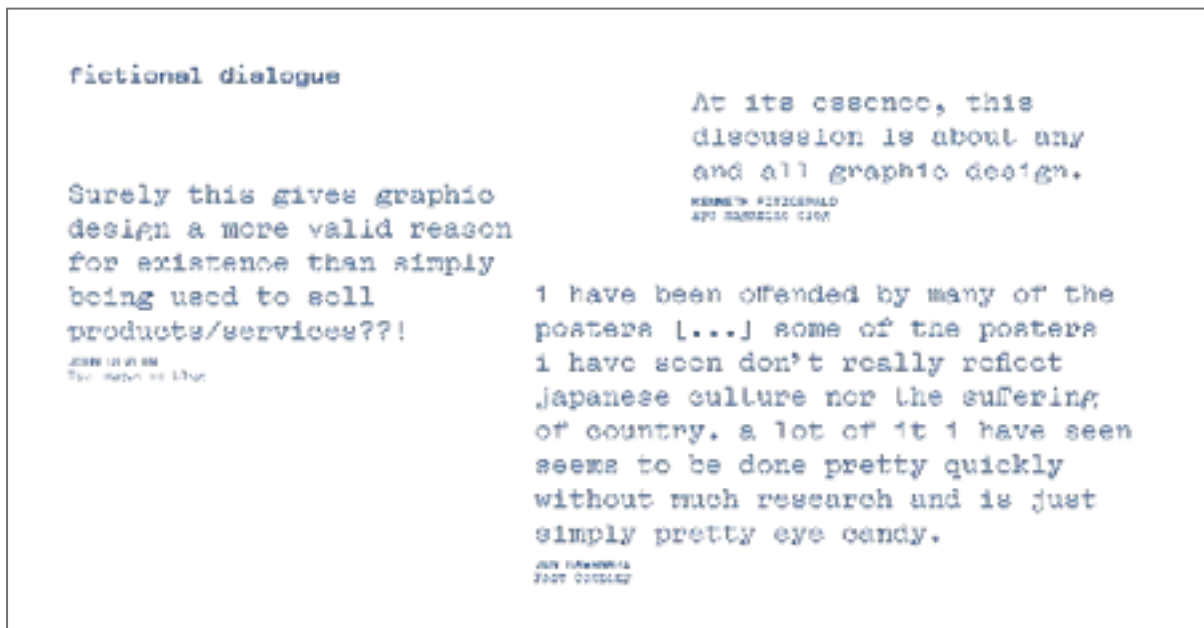 fictional dialogue
At its essence, this
discussion is about any
and all graphic design.
KENNETH FITZGERALD
Surely this gives graphic
design a more valid reason
for existence than simply
being used to sell
products/services??!
i have been offended by many of the
posters [...] some of the posters
i have seen don't really reflect
japanese culture nor the suffering
of country. a lot of it i have seen
seems to be done pretty quickly
without much research and is just
simply pretty eye candy.